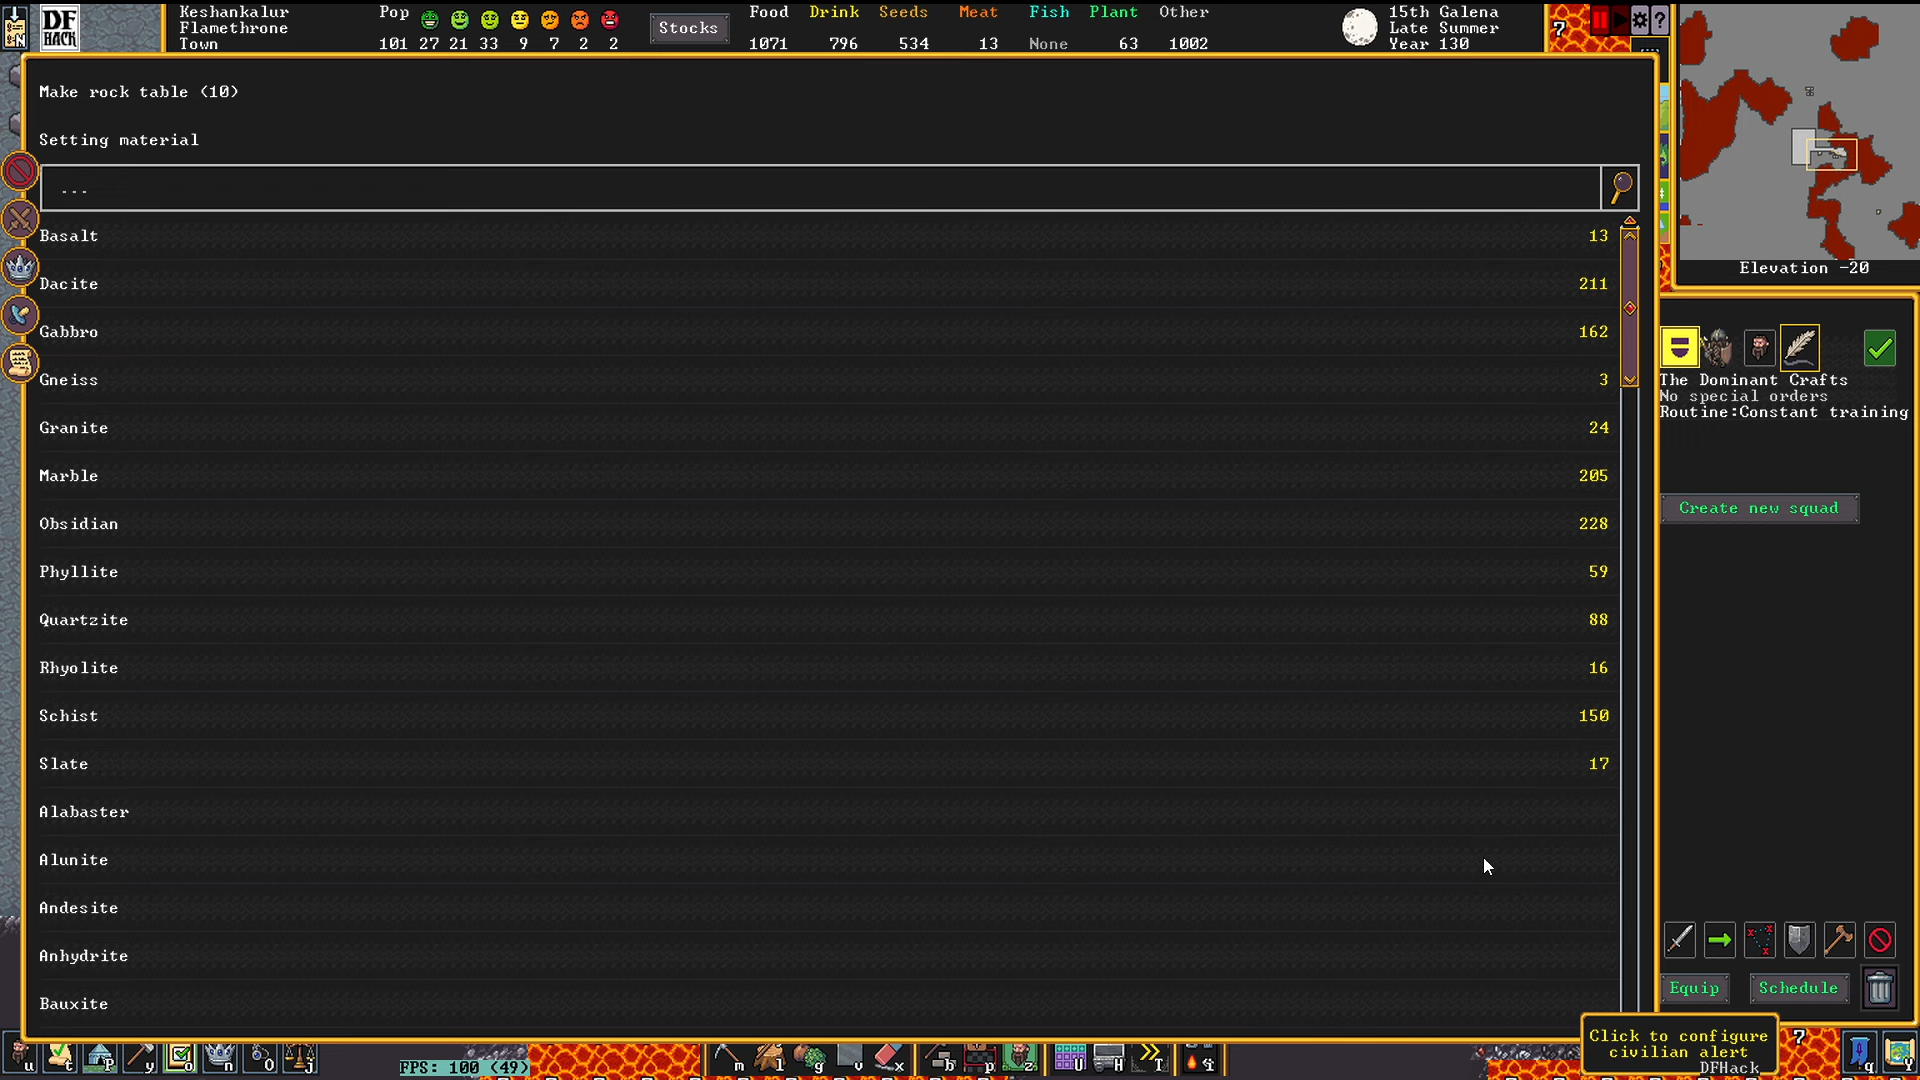 DF
HACK
Keshankalur
Flamethrone
Town
Pop
101 27 21 33 9 7 2 2
Stocks
Food Drink Seeds Meat Fish Plant Other
1071 796 534 13 None 63 1002
15th Galena
Late Summer
Year 130
7
?
Make rock table (10)
Setting material
...
Basalt 13
Dacite 211
Gabbro 162
Gneiss 3
Granite 24
Marble 205
Obsidian 228
Phyllite 59
Quartzite 88
Rhyolite 16
Schist 150
Slate 17
Alabaster
Alunite
Andesite
Anhydrite
Bauxite
Elevation -20
The Dominant Crafts
No special orders
Routine:Constant training
Create new squad
Equip Schedule
Click to configure
civilian alert
DFHack
7
u t P y o n O j
FPS: 100 (49)
m l g v x b p z U H T i
q Y